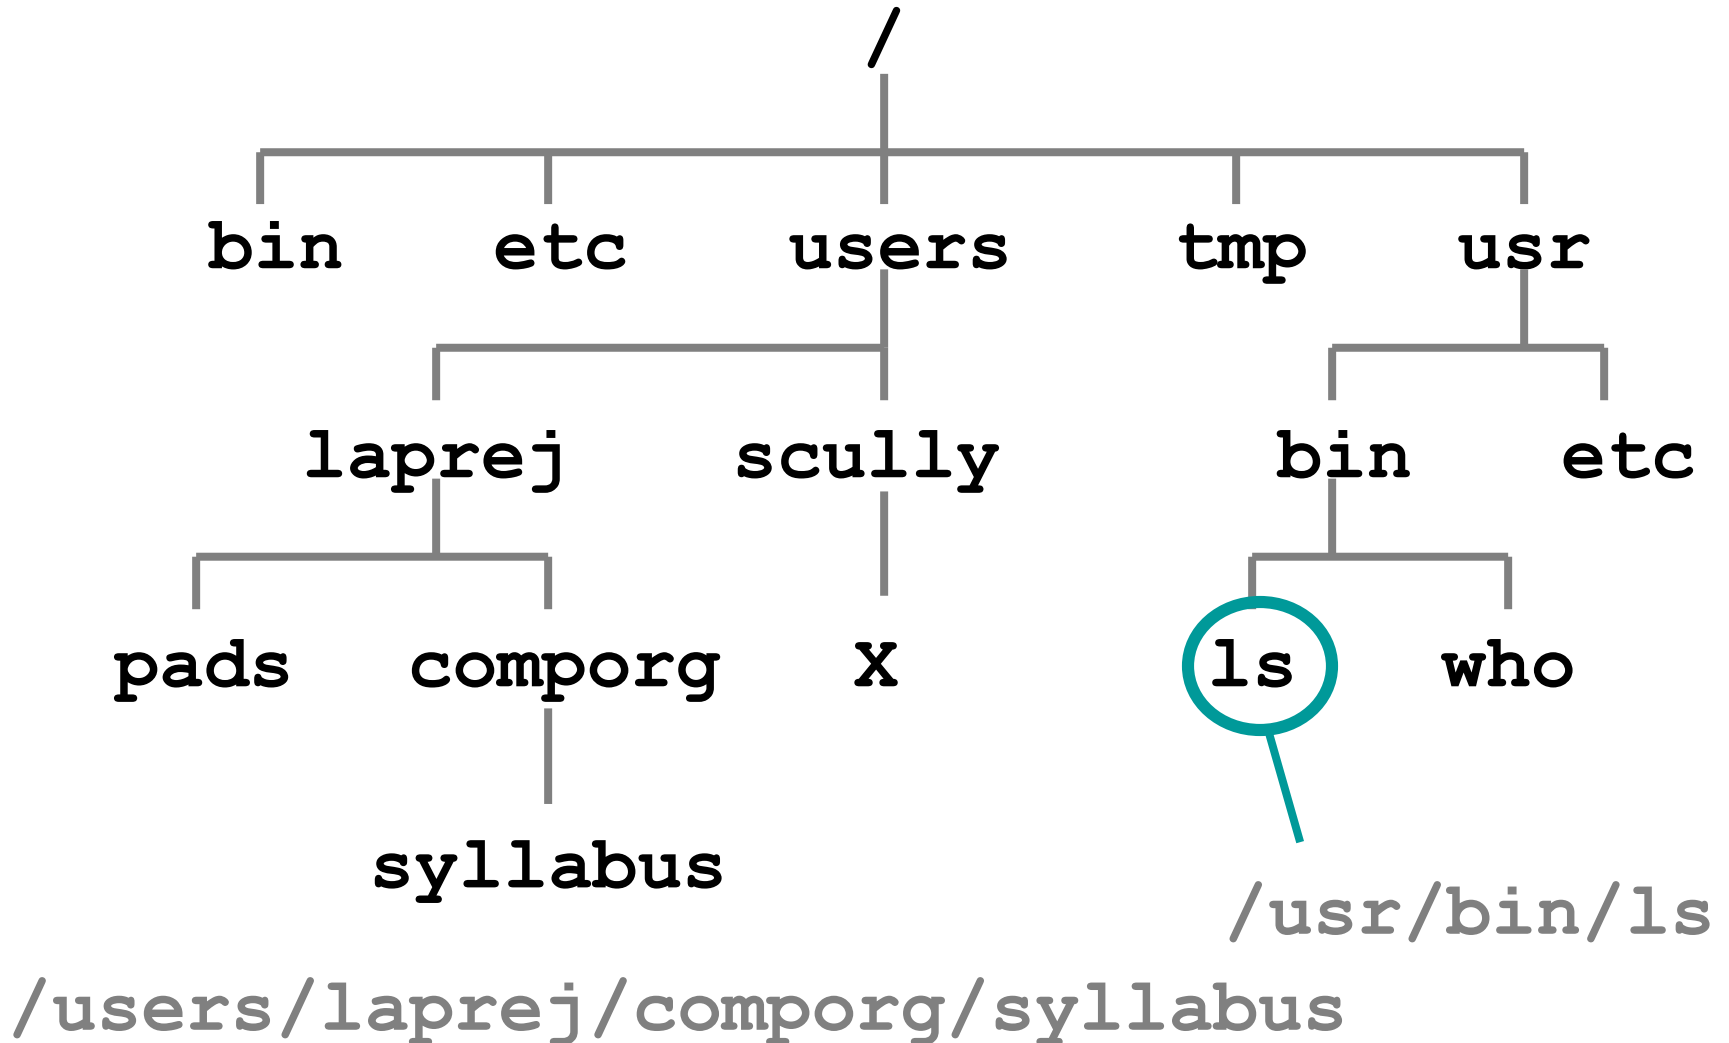 /
bin etc users tmp usr
laprej scully bin etc
pads comporg X ls who
syllabus
/usr/bin/ls
/users/laprej/comporg/syllabus